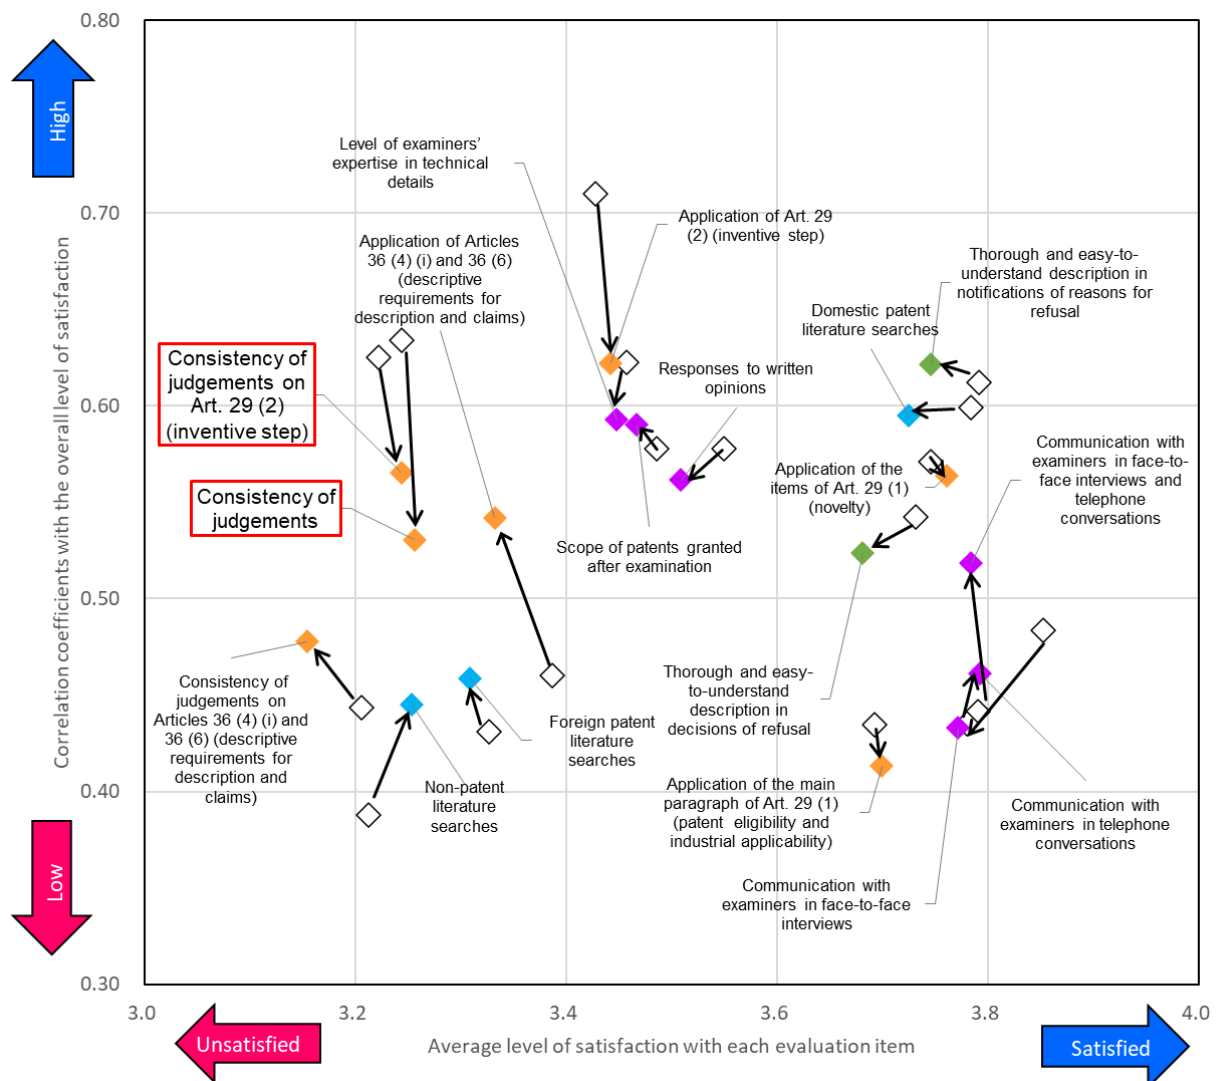 0.80
High
Level of examiners'
expertise in technical
details
0.70
Application of Art. 29
(2) (inventive step)
Application of Articles
36 (4) (i) and 36 (6)
(descriptive
requirements for
description and claims)
Thorough and easy-to-
understand description in
notifications of reasons for
refusal
Domestic patent
literature searches
Consistency of
judgements on
Art. 29 (2)
(inventive step)
Responses to written
opinions
0.60
Communication with
examiners in face-to-
face interviews and
telephone
conversations
Application of the
items of Art. 29 (1)
(novelty)
Consistency of
judgements
Scope of patents granted
after examination
0.50
Correlation coefficients with the overall level of satisfaction
Thorough and easy-
to-understand
description in
decisions of refusal
Consistency of
judgements on
Articles 36 (4) (i) and
36 (6) (descriptive
requirements for
description and
claims)
Foreign patent
literature
searches
Non-patent
literature
searches
0.40
Application of the main
paragraph of Art. 29 (1)
(patent eligibility and
industrial applicability)
Communication with
examiners in telephone
conversations
Low
Communication with
examiners in face-to-face
interviews
0.30
3.0
3.2
3.4
3.6
3.8
4.0
Unsatisfied
Average level of satisfaction with each evaluation item
Satisfied